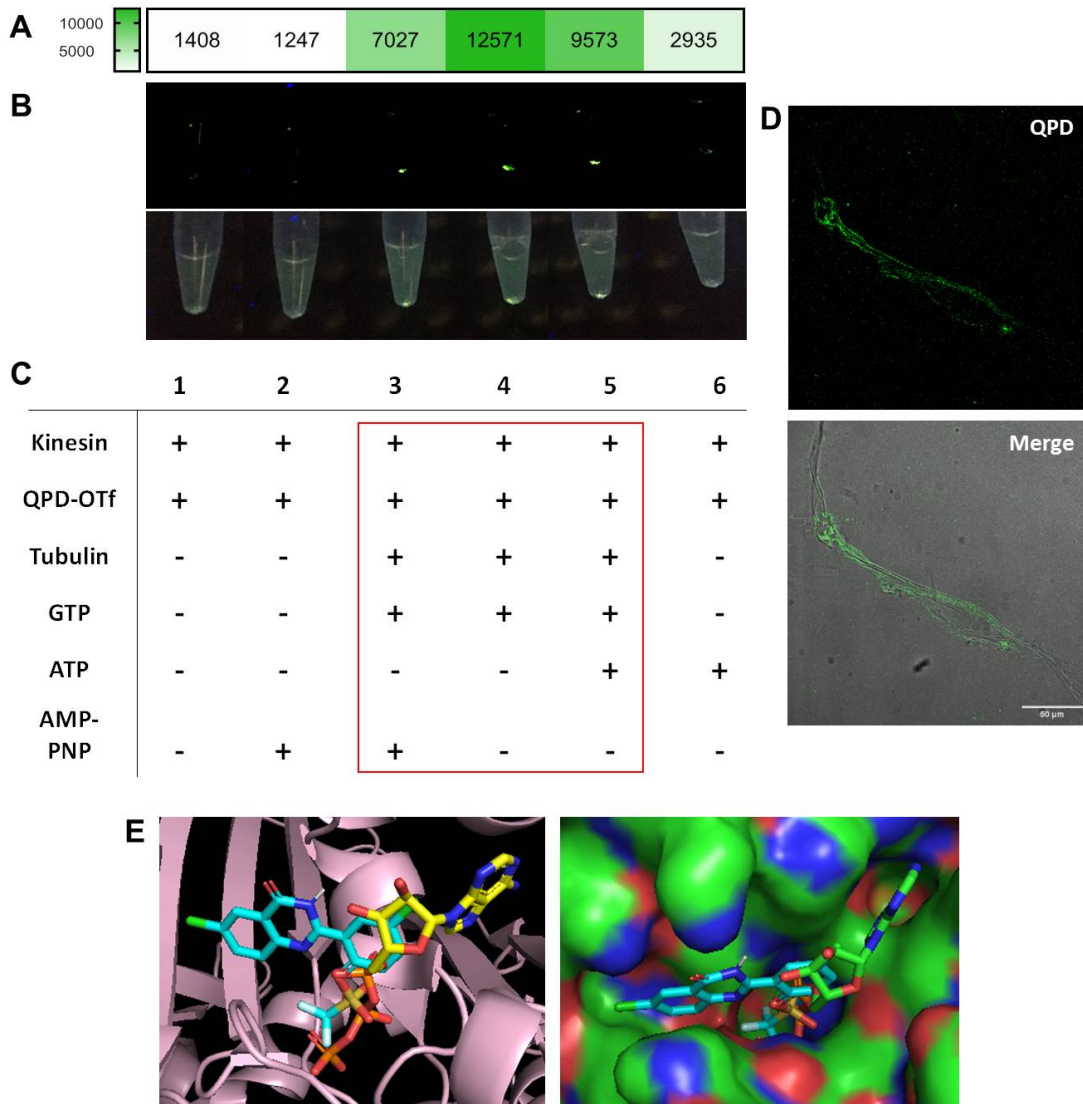 A
10000
5000
1408 1247 7027 12571 9573 2935
B
D
QPD
Merge
50 µm
C
1 2 3 4 5 6
Kinesin + + + + + +
QPD-OTf + + + + + +
Tubulin - - + + + -
GTP - - + + + -
ATP - - - - + +
AMP-
PNP - + + - - -
E